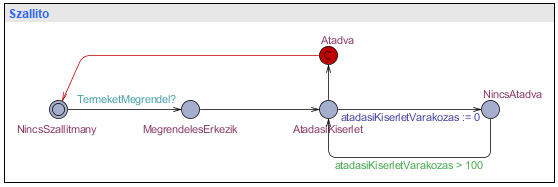 Szallito
Atadva
C
TermeketMegrendel?
NincsAtadva
NincsSzallitmany
MegrendelesErkezik
AtadasiKiserlet
atadasiKiserletVarakozas := 0
atadasiKiserletVarakozas > 100